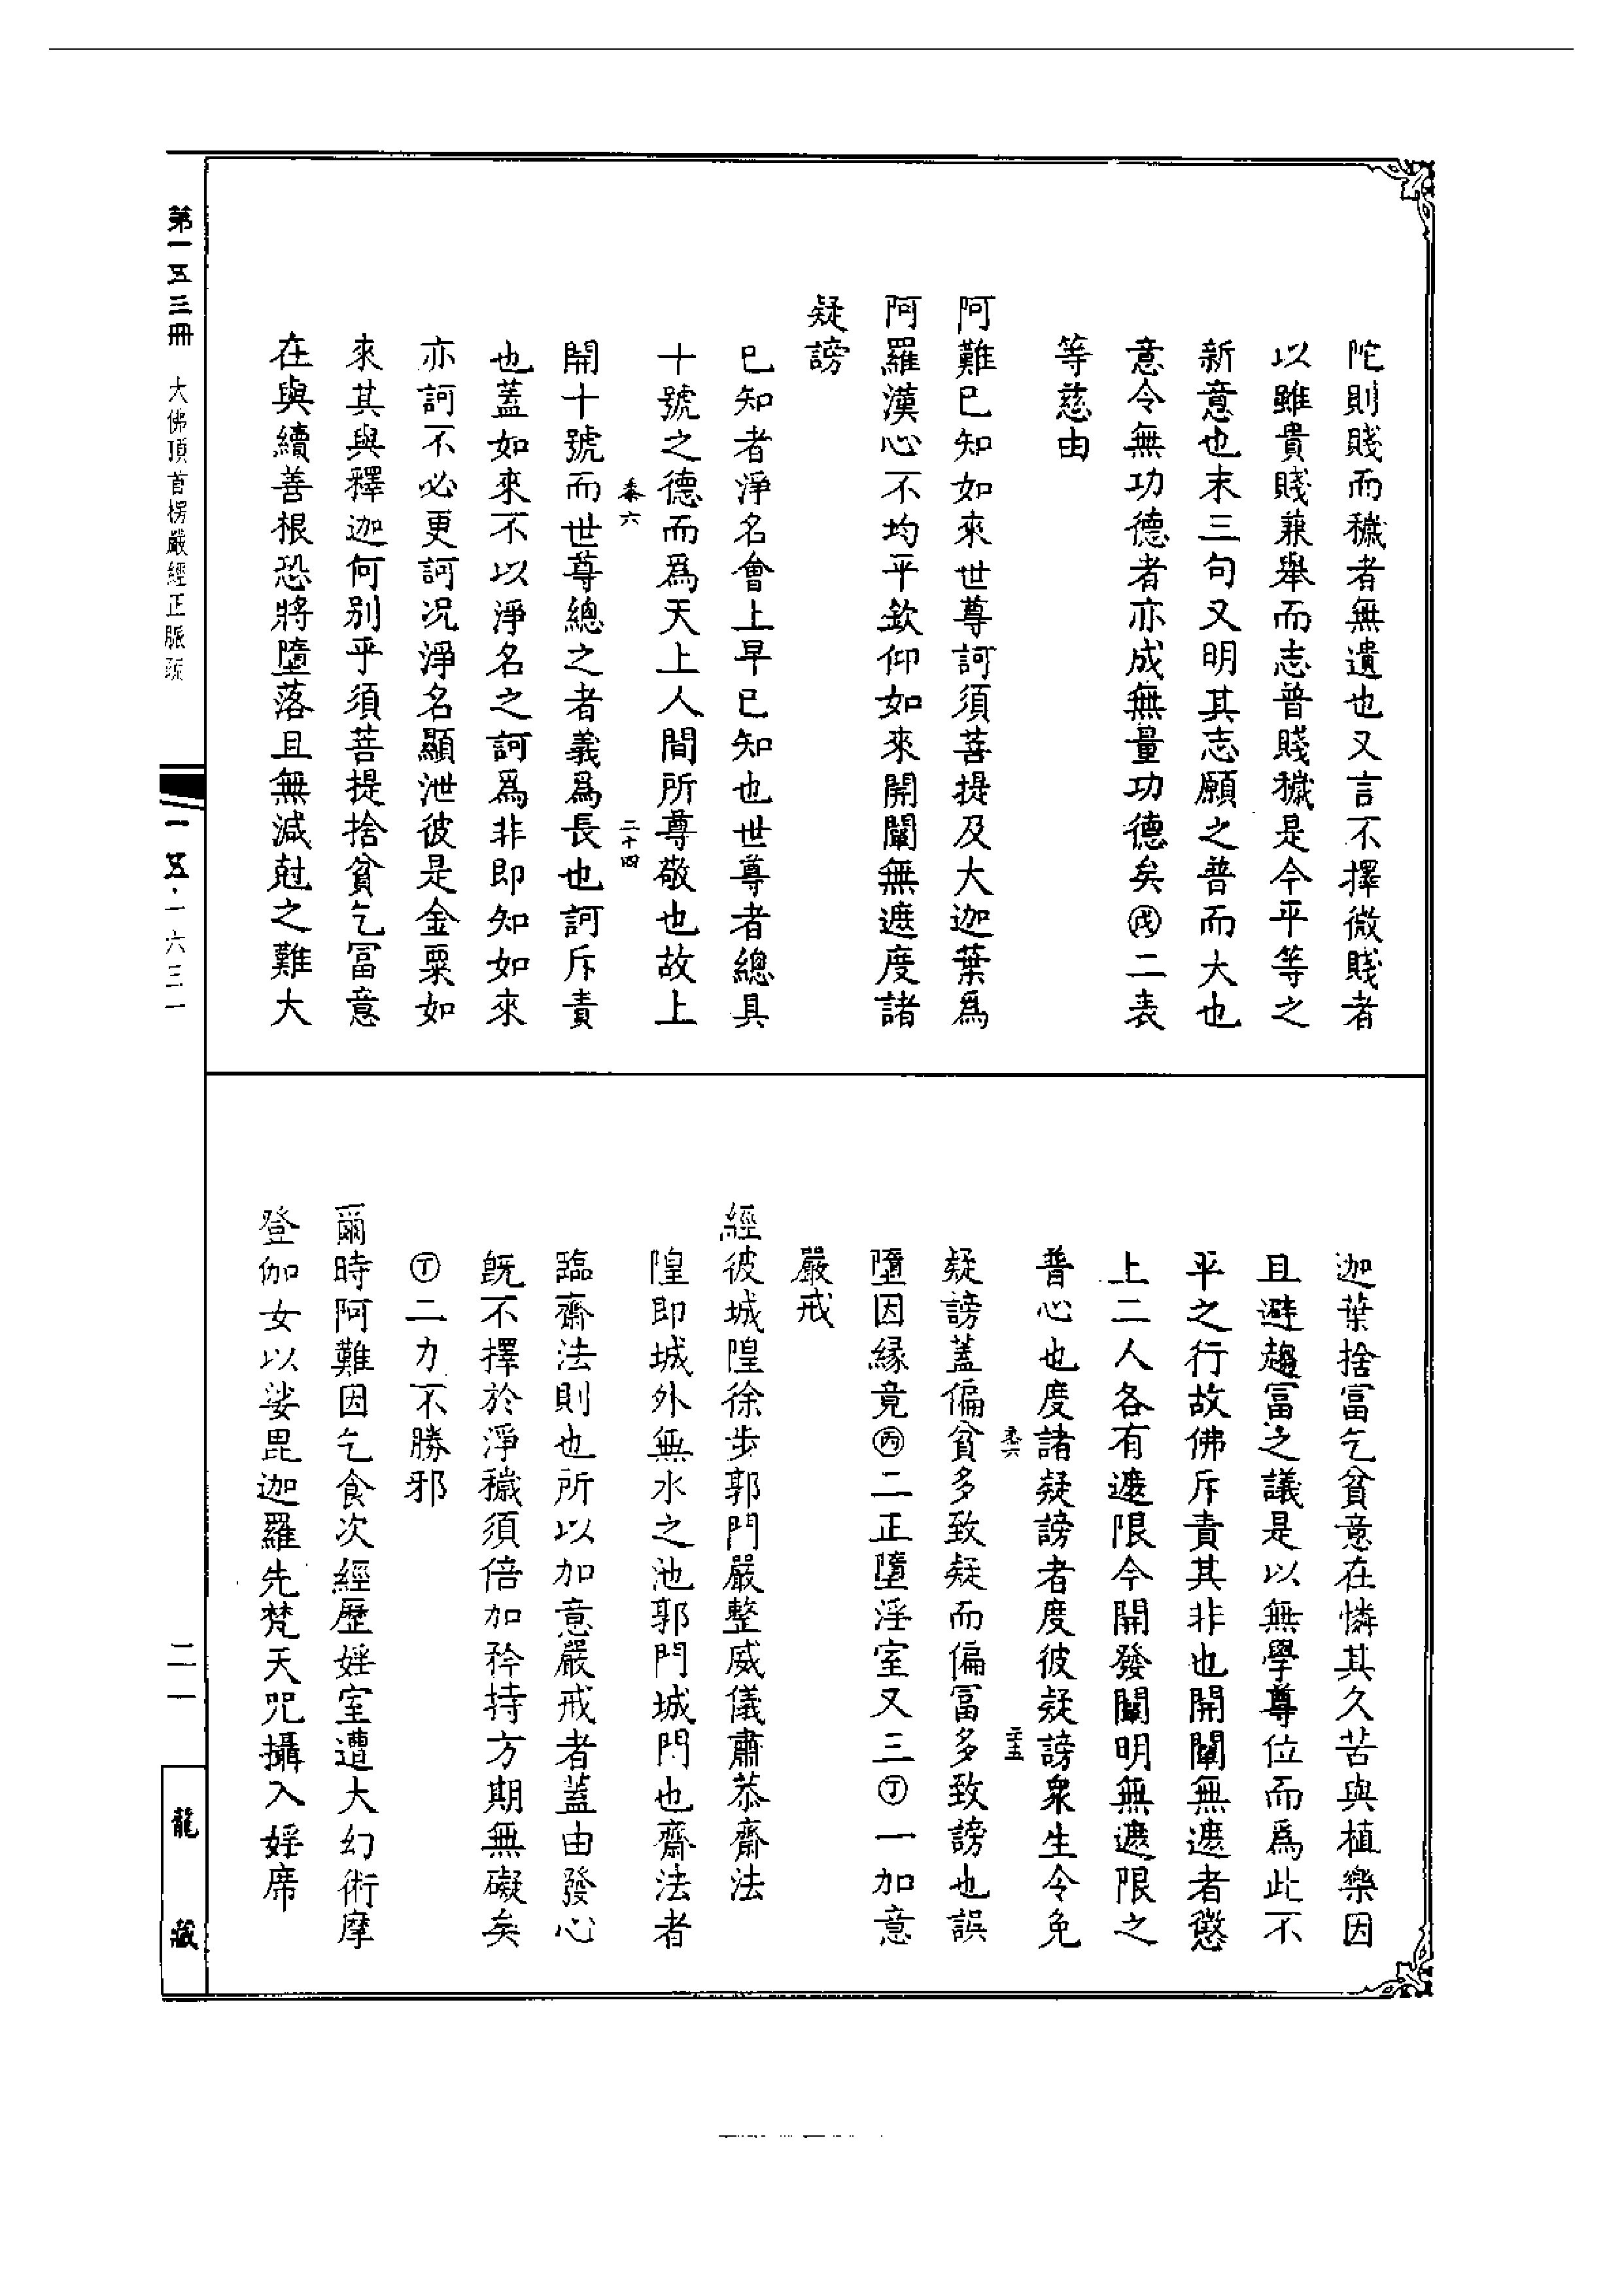 陀則賤而穢者無遺也又言不擇微賤者
以雖貴賤兼舉而志普賤穢是今平等之
新意也末三句又明其志願之普而大也
意令無功德者亦成無量功德矣戊二表
等慈由
阿難已知如來世尊訶須菩提及大迦葉爲
阿羅漢心不均平欽仰如來開闡無遮度諸
疑謗
已知者淨名會上早已知也世尊者總具
十號之德而爲天上人間所尊敬也故上
桼六 二十四
開十號而世尊總之者義爲長也訶斥責
也蓋如來不以淨名之訶爲非即知如來
亦訶不必更訶况淨名顯泄彼是金粟如
來其與釋迦何別乎須菩提捨貧乞富意
在與續善根恐將墮落且無減尅之難大
迦葉捨富乞貧意在憐其久苦與植樂因
且避趨富之議是以無學尊位而爲此不
平之行故佛斥責其非也開闡無遮者懲
上二人各有遮限今開發闡明無遮限之
普心也度諸疑謗者度彼疑謗衆生令免
桼六 二十五
疑謗蓋偏貧多致疑而偏富多致謗也誤
墮因緣竟丙二正墮淫室又三丁一加意
嚴戒
經彼城隍徐步郭門嚴整威儀肅恭齋法
隍即城外無水之池郭門城門也齋法者
臨齋法則也所以加意嚴戒者蓋由發心
既不擇於淨穢須倍加矜持方期無礙矣
丁二力不勝邪
爾時阿難因乞食次經歷婬室遭大幻術摩
登伽女以娑毘迦羅先梵天咒攝入婬席
第一五三冊 大佛頂首楞嚴經正脈疏
一五·一六三一
二一
龍藏